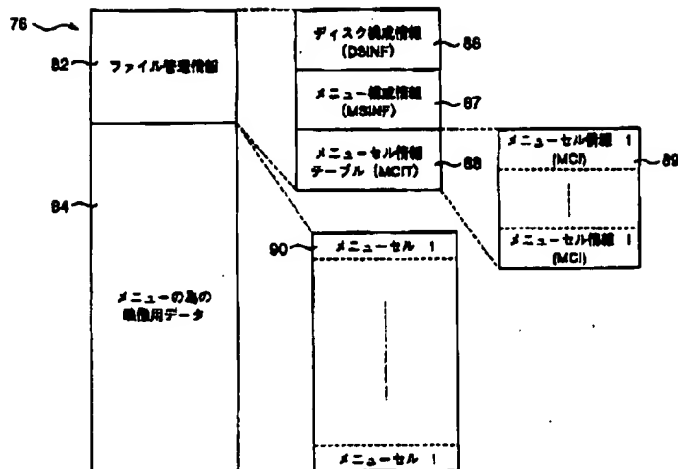 76
82
ファイル管理情報
84
メニューの為の
映像用データ
ディスク構成情報
(DSINF)
86
メニュー構成情報
(MSINF)
87
メニューセル情報
テーブル (MCIT)
88
メニューセル情報 1
(MCI)
89
メニューセル情報 i
(MCI)
90
メニューセル 1
メニューセル i